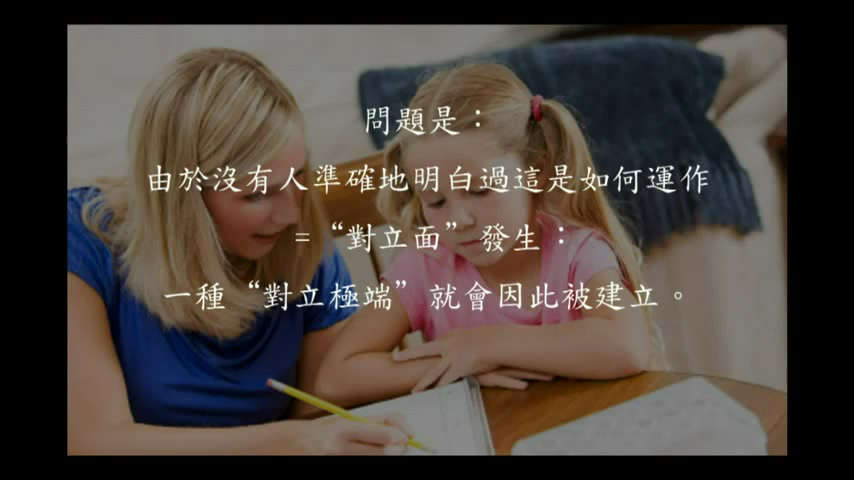 問題是：
由於沒有人準確地明白過這是如何運作
=“對立面”發生：
一種“對立極端”就會因此被建立。